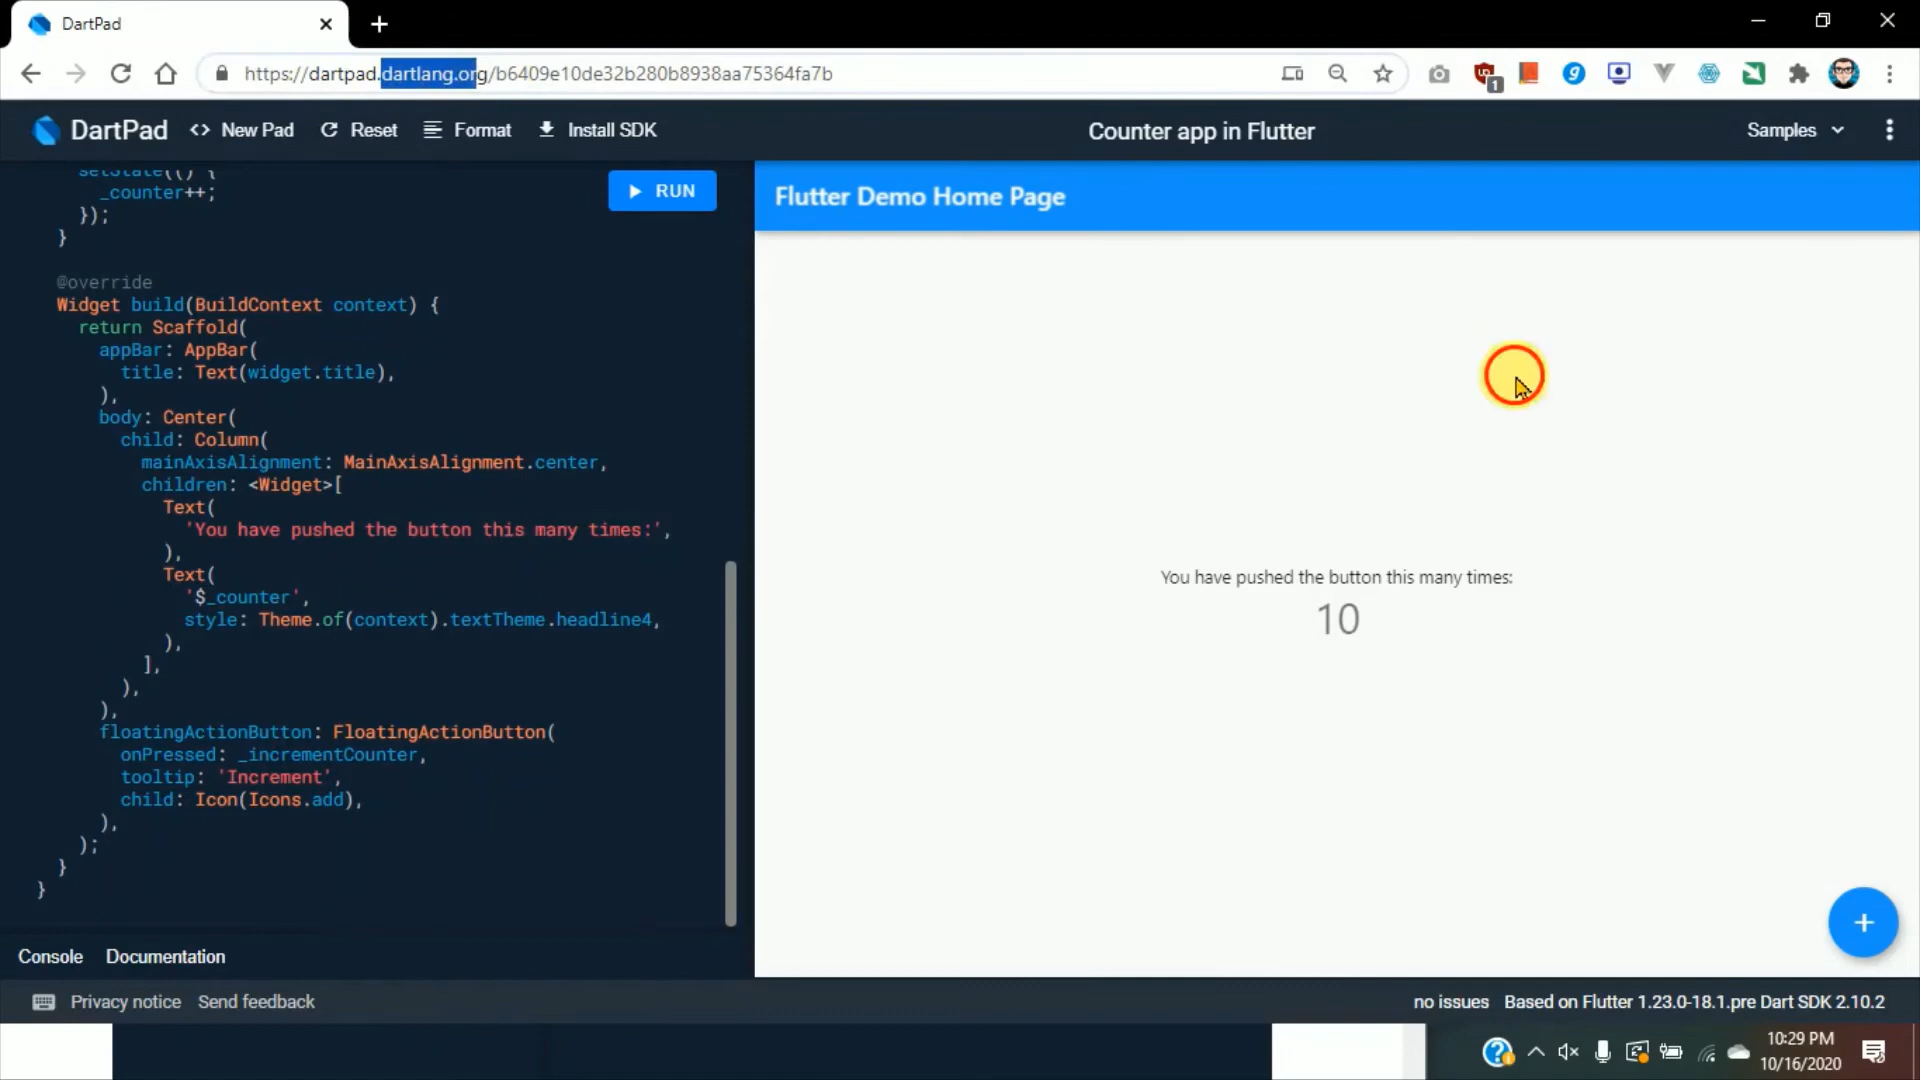 DartPad
https://dartpad.dartlang.org/b6409e10de32b280b8938aa75364fa7b
1
DartPad
<> New Pad
Reset
Format
Install SDK
Counter app in Flutter
Samples
setState(() {
_counter++;
});
}
@override
Widget build(BuildContext context) {
return Scaffold(
appBar: AppBar(
title: Text(widget.title),
),
body: Center(
child: Column(
mainAxisAlignment: MainAxisAlignment.center,
children: <Widget>[
Text(
'You have pushed the button this many times:',
),
Text(
'$_counter',
style: Theme.of(context).textTheme.headline4,
),
],
),
),
floatingActionButton: FloatingActionButton(
onPressed: _incrementCounter,
tooltip: 'Increment',
child: Icon(Icons.add),
),
);
}
}
RUN
Flutter Demo Home Page
You have pushed the button this many times:
10
+
Console
Documentation
Privacy notice
Send feedback
no issues
Based on Flutter 1.23.0-18.1.pre Dart SDK 2.10.2
10:29 PM
10/16/2020